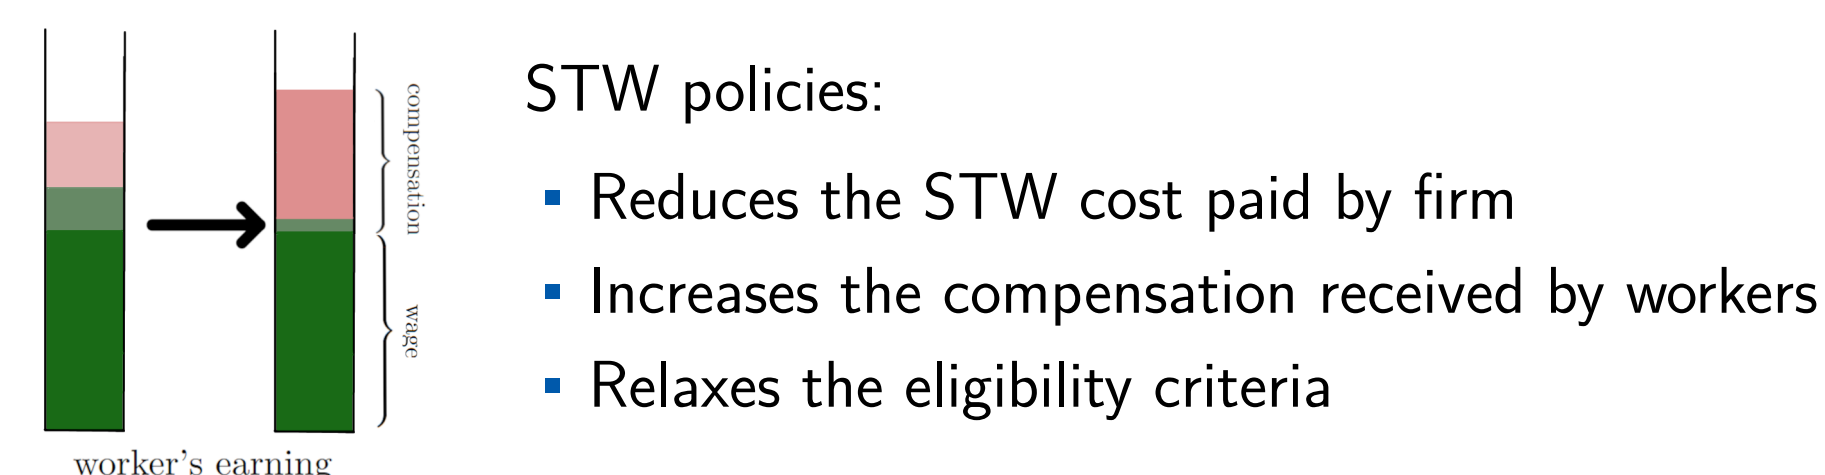 compensation
wage
worker's earning
STW policies:
▪ Reduces the STW cost paid by firm
▪ Increases the compensation received by workers
▪ Relaxes the eligibility criteria